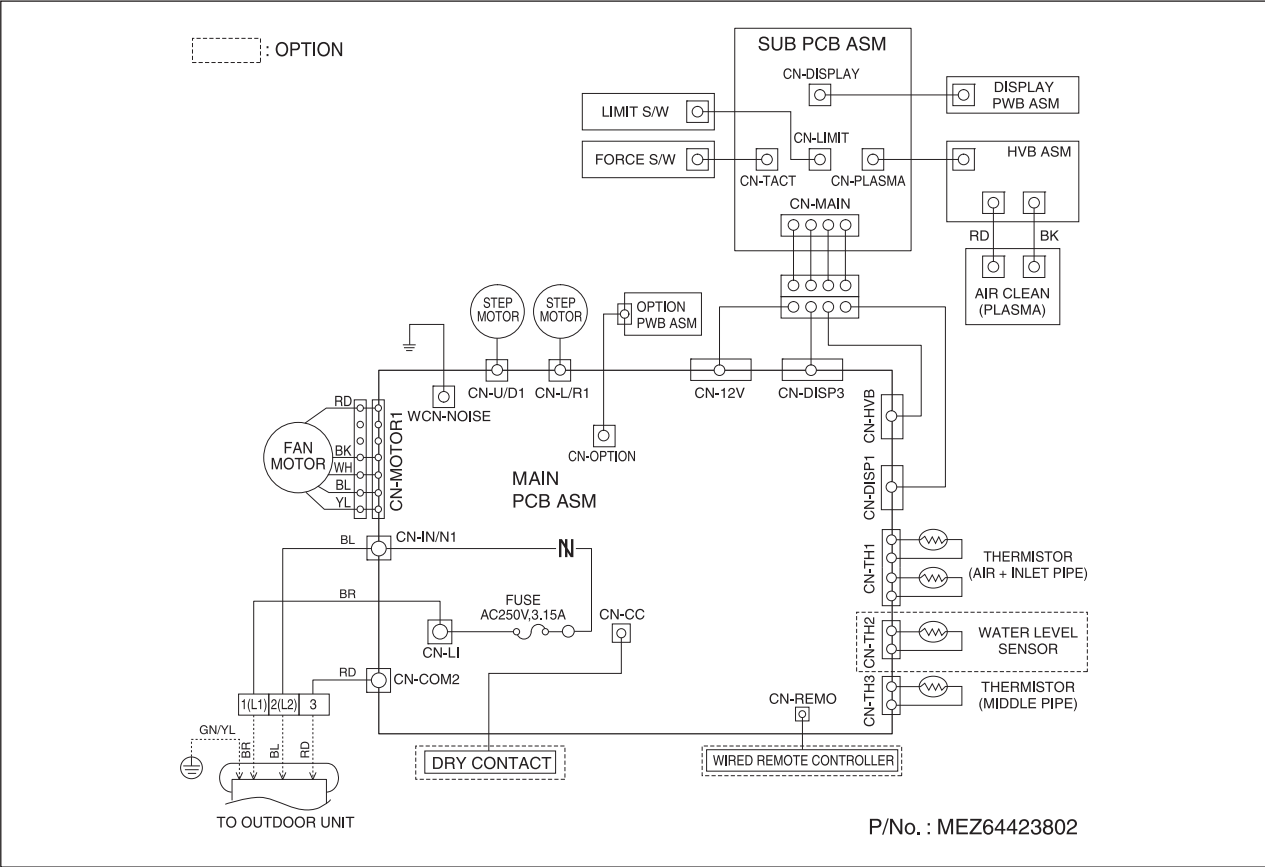 : OPTION
SUB PCB ASM
CN-DISPLAY
DISPLAY
PWB ASM
LIMIT S/W
CN-LIMIT
HVB ASM
FORCE S/W
CN-TACT
CN-PLASMA
CN-MAIN
RD
BK
AIR CLEAN
(PLASMA)
STEP
MOTOR
STEP
MOTOR
OPTION
PWB ASM
CN-U/D1
CN-L/R1
CN-12V
CN-DISP3
WCN-NOISE
CN-HVB
RD
FAN
MOTOR
BK
WH
BL
YL
CN-MOTOR1
CN-OPTION
MAIN
PCB ASM
CN-DISP1
BL
CN-IN/N1
CN-TH1
THERMISTOR
(AIR + INLET PIPE)
BR
FUSE
AC250V,3.15A
CN-CC
CN-LI
CN-TH2
WATER LEVEL
SENSOR
RD
CN-COM2
CN-TH3
THERMISTOR
(MIDDLE PIPE)
CN-REMO
1(L1) 2(L2) 3
GN/YL
BR
BL
RD
DRY CONTACT
WIRED REMOTE CONTROLLER
TO OUTDOOR UNIT
P/No. : MEZ64423802